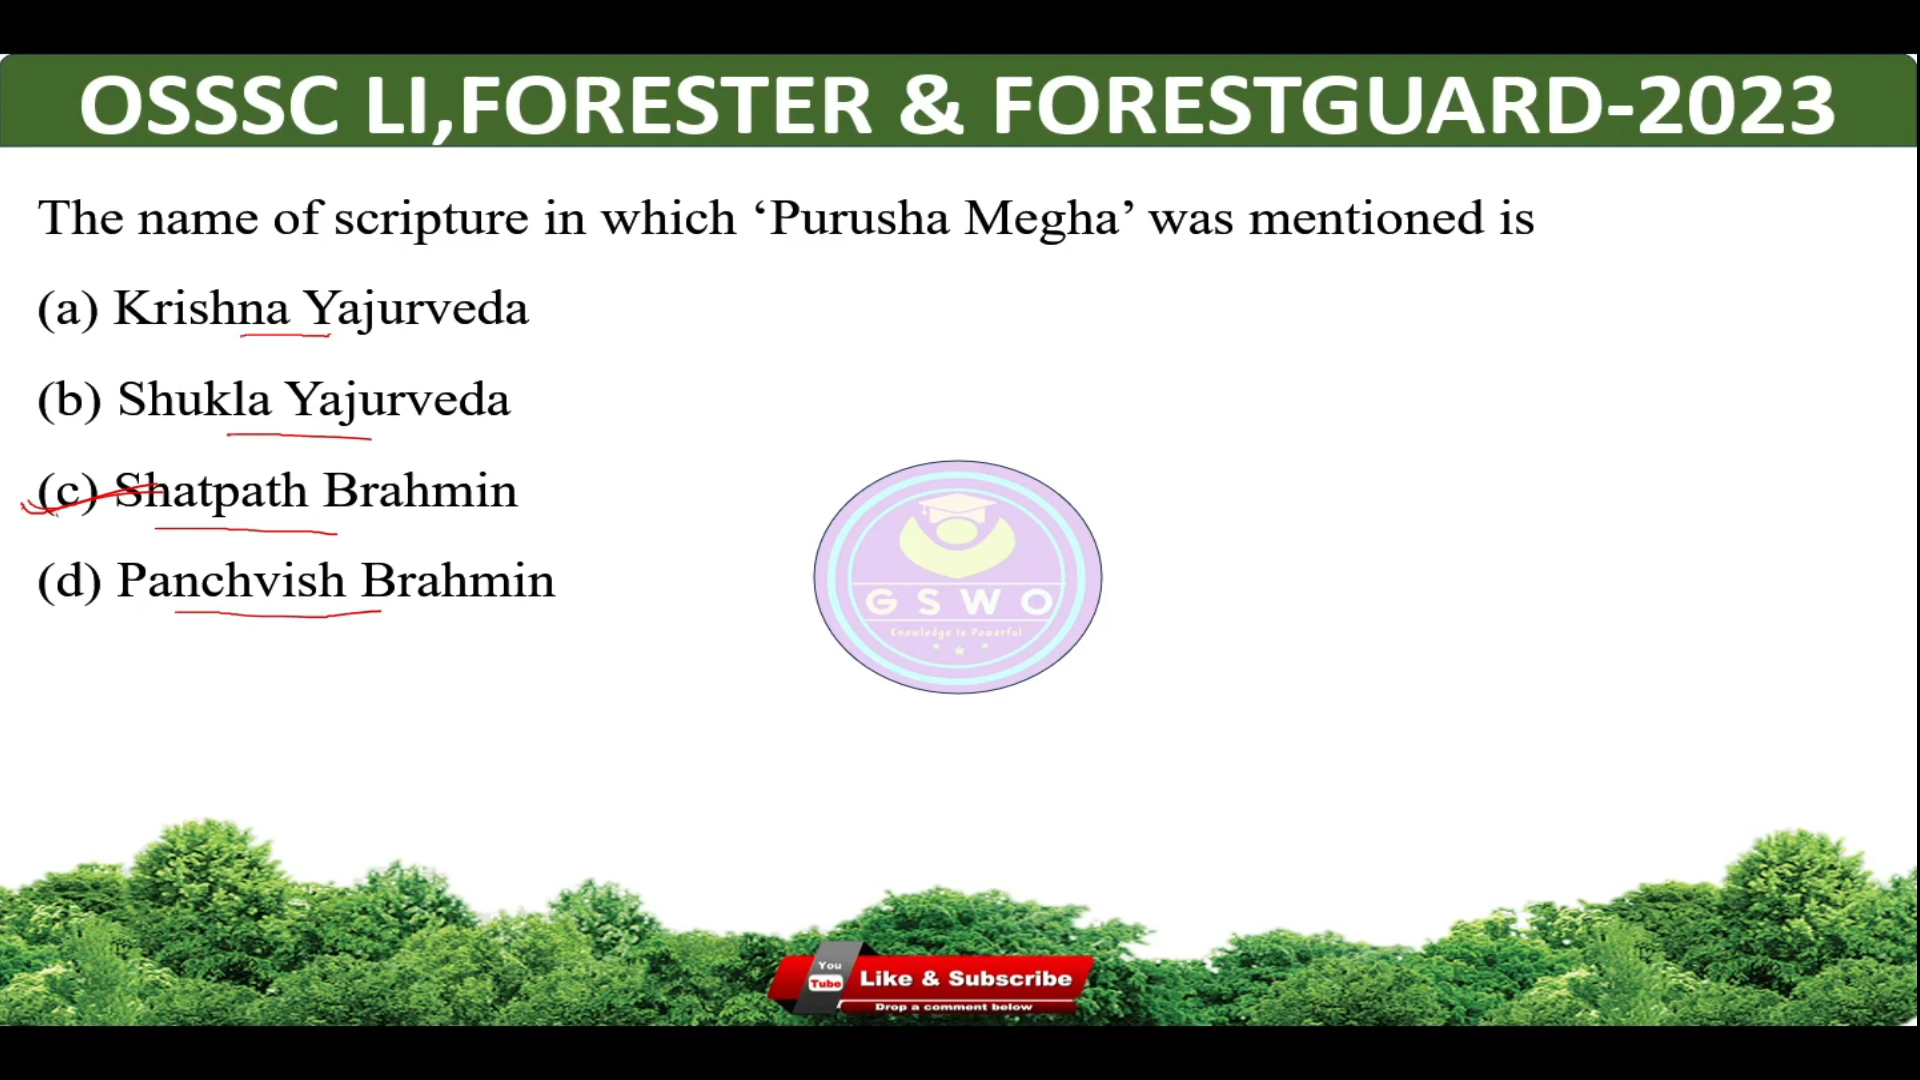 OSSSC LI,FORESTER & FORESTGUARD-2023
The name of scripture in which ‘Purusha Megha’ was mentioned is
(a) Krishna Yajurveda
(b) Shukla Yajurveda
(c) Shatpath Brahmin
(d) Panchvish Brahmin
GSWO
Knowledge is Powerful
You
Tube
Like & Subscribe
Drop a comment below